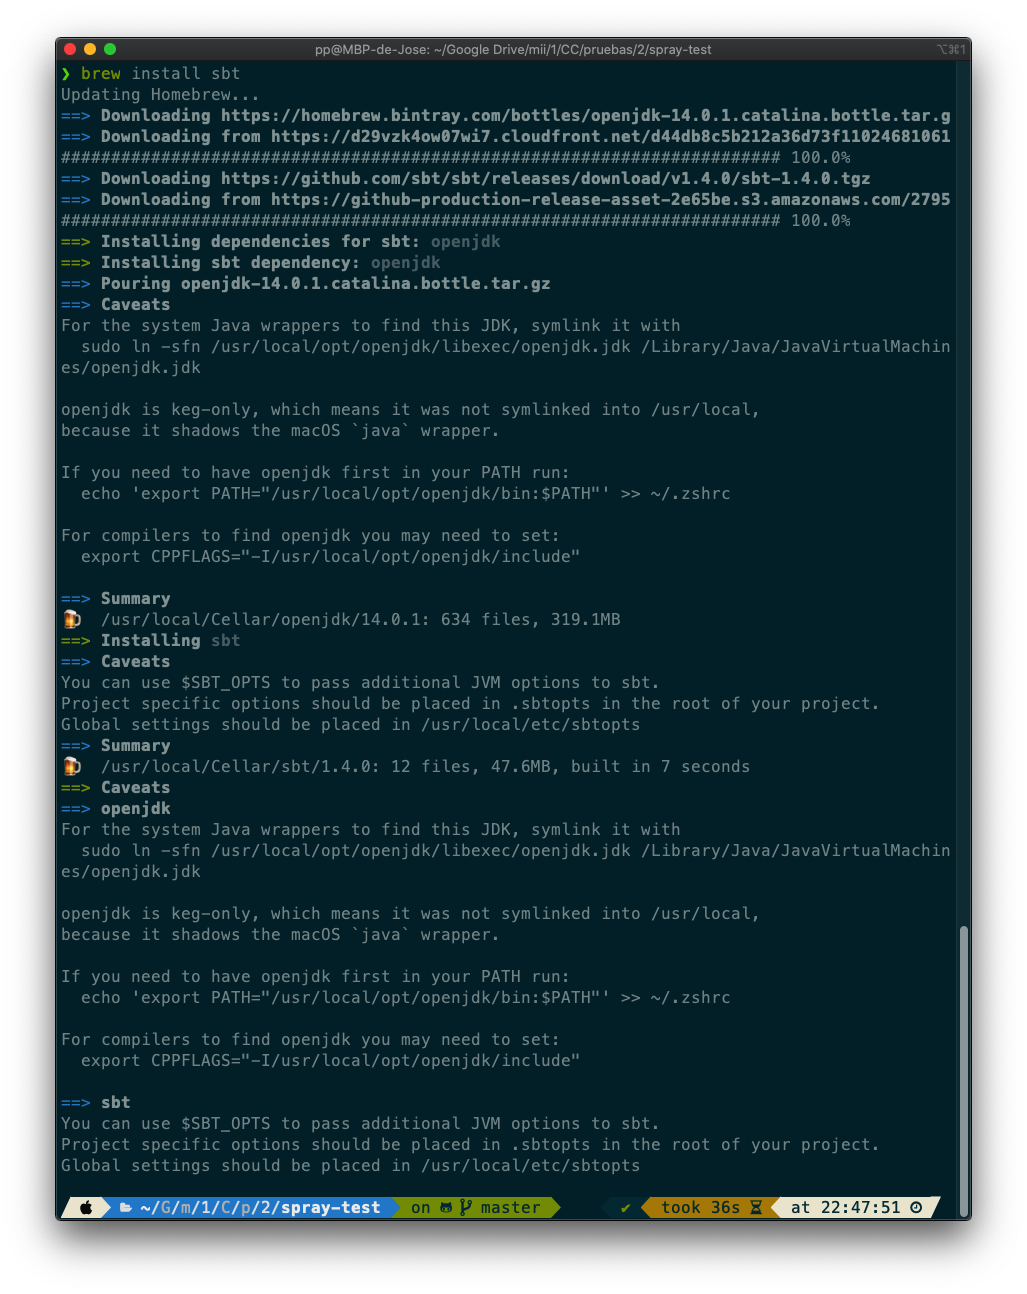 pp@MBP-de-Jose: ~/Google Drive/mii/1/CC/pruebas/2/spray-test
⌥⌘1
❯ brew install sbt
Updating Homebrew...
==> Downloading https://homebrew.bintray.com/bottles/openjdk-14.0.1.catalina.bottle.tar.g
==> Downloading from https://d29vzk4ow07wi7.cloudfront.net/d44db8c5b212a36d73f11024681061
######################################################################## 100.0%
==> Downloading https://github.com/sbt/sbt/releases/download/v1.4.0/sbt-1.4.0.tgz
==> Downloading from https://github-production-release-asset-2e65be.s3.amazonaws.com/2795
######################################################################## 100.0%
==> Installing dependencies for sbt: openjdk
==> Installing sbt dependency: openjdk
==> Pouring openjdk-14.0.1.catalina.bottle.tar.gz
==> Caveats
For the system Java wrappers to find this JDK, symlink it with
  sudo ln -sfn /usr/local/opt/openjdk/libexec/openjdk.jdk /Library/Java/JavaVirtualMachin
es/openjdk.jdk

openjdk is keg-only, which means it was not symlinked into /usr/local,
because it shadows the macOS `java` wrapper.

If you need to have openjdk first in your PATH run:
  echo 'export PATH="/usr/local/opt/openjdk/bin:$PATH"' >> ~/.zshrc

For compilers to find openjdk you may need to set:
  export CPPFLAGS="-I/usr/local/opt/openjdk/include"

==> Summary
🍺  /usr/local/Cellar/openjdk/14.0.1: 634 files, 319.1MB
==> Installing sbt
==> Caveats
You can use $SBT_OPTS to pass additional JVM options to sbt.
Project specific options should be placed in .sbtopts in the root of your project.
Global settings should be placed in /usr/local/etc/sbtopts
==> Summary
🍺  /usr/local/Cellar/sbt/1.4.0: 12 files, 47.6MB, built in 7 seconds
==> Caveats
==> openjdk
For the system Java wrappers to find this JDK, symlink it with
  sudo ln -sfn /usr/local/opt/openjdk/libexec/openjdk.jdk /Library/Java/JavaVirtualMachin
es/openjdk.jdk

openjdk is keg-only, which means it was not symlinked into /usr/local,
because it shadows the macOS `java` wrapper.

If you need to have openjdk first in your PATH run:
  echo 'export PATH="/usr/local/opt/openjdk/bin:$PATH"' >> ~/.zshrc

For compilers to find openjdk you may need to set:
  export CPPFLAGS="-I/usr/local/opt/openjdk/include"

==> sbt
You can use $SBT_OPTS to pass additional JVM options to sbt.
Project specific options should be placed in .sbtopts in the root of your project.
Global settings should be placed in /usr/local/etc/sbtopts

~/G/m/1/C/p/2/spray-test on master ✔ took 36s at 22:47:51